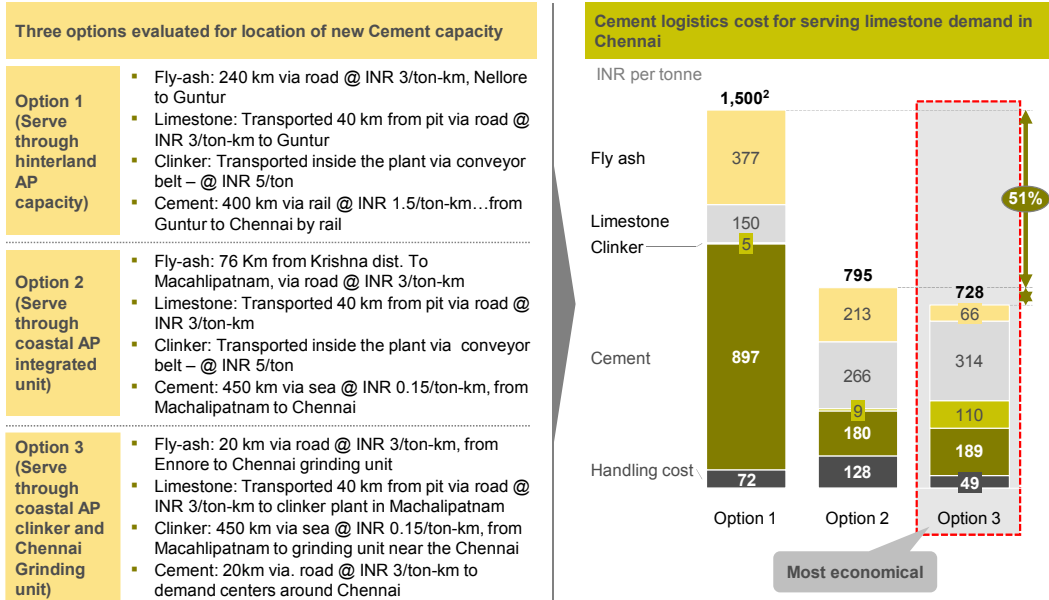 Three options evaluated for location of new Cement capacity
Option 1
(Serve
through
hinterland
AP
capacity)
▪ Fly-ash: 240 km via road @ INR 3/ton-km, Nellore
to Guntur
▪ Limestone: Transported 40 km from pit via road @
INR 3/ton-km to Guntur
▪ Clinker: Transported inside the plant via conveyor
belt – @ INR 5/ton
▪ Cement: 400 km via rail @ INR 1.5/ton-km…from
Guntur to Chennai by rail
Option 2
(Serve
through
coastal AP
integrated
unit)
▪ Fly-ash: 76 Km from Krishna dist. To
Macahlipatnam, via road @ INR 3/ton-km
▪ Limestone: Transported 40 km from pit via road @
INR 3/ton-km
▪ Clinker: Transported inside the plant via conveyor
belt – @ INR 5/ton
▪ Cement: 450 km via sea @ INR 0.15/ton-km, from
Machalipatnam to Chennai
Option 3
(Serve
through
coastal AP
clinker and
Chennai
Grinding
unit)
▪ Fly-ash: 20 km via road @ INR 3/ton-km, from
Ennore to Chennai grinding unit
▪ Limestone: Transported 40 km from pit via road @
INR 3/ton-km to clinker plant in Machalipatnam
▪ Clinker: 450 km via sea @ INR 0.15/ton-km, from
Macahlipatnam to grinding unit near the Chennai
▪ Cement: 20km via. road @ INR 3/ton-km to
demand centers around Chennai
Cement logistics cost for serving limestone demand in
Chennai
INR per tonne
1,500²
Fly ash 377
51%
Limestone 150
Clinker 5
795 728
213 66
Cement 897 266 314
9 110
180 189
Handling cost 72 128 49
Option 1 Option 2 Option 3
Most economical